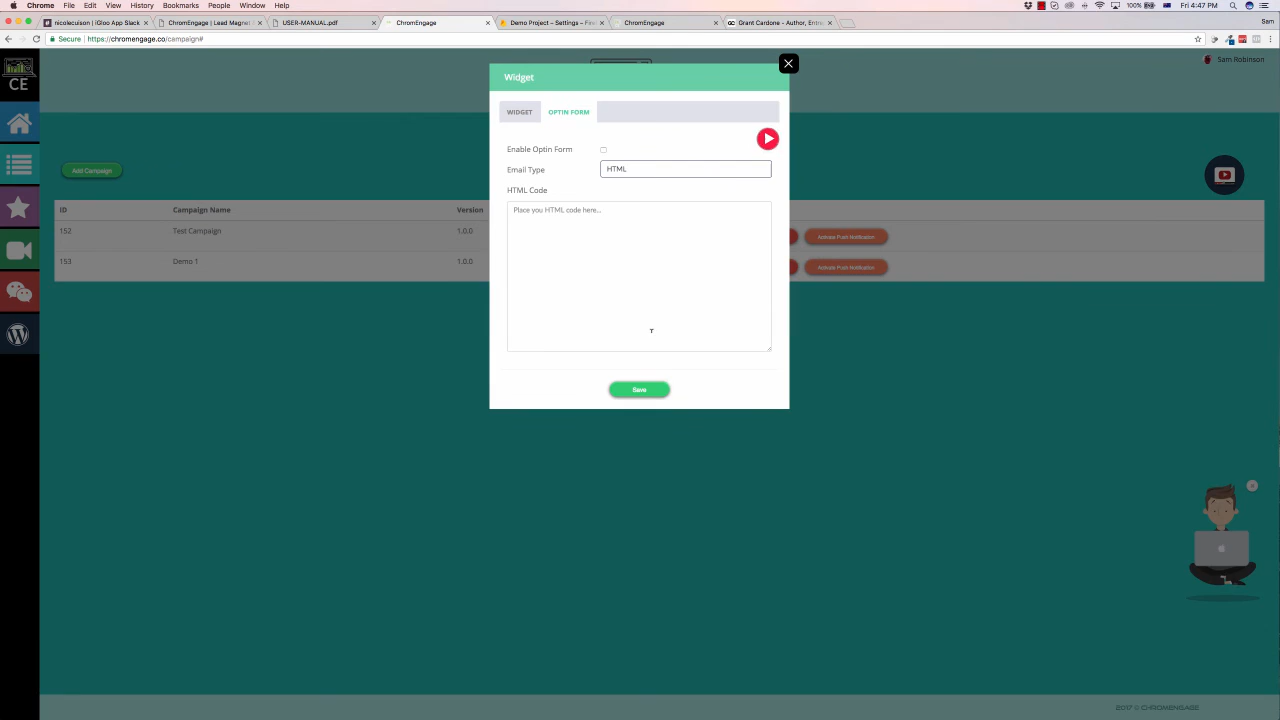 Chrome File Edit View History Bookmarks People Window Help
100% Fri 4:47 PM
nicolecuison | iGloo App Slack
ChromEngage | Lead Magnet
USER-MANUAL.pdf
ChromEngage
Demo Project – Settings – Fire
ChromEngage
Grant Cardone - Author, Entre
Sam
Secure https://chromengage.co/campaign#
CE
Sam Robinson
Widget
WIDGET
OPTIN FORM
Enable Optin Form
Email Type
HTML
HTML Code
Place you HTML code here...
Save
Add Campaign
ID Campaign Name Version
152 Test Campaign 1.0.0 Activate Push Notification
153 Demo 1 1.0.0 Activate Push Notification
2017 © CHROMENGAGE